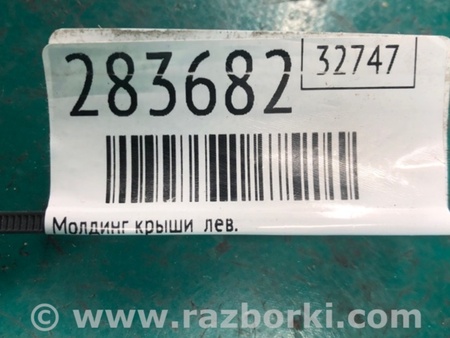 283682
32747
Молдинг крыши лев.
© www.razborki.com